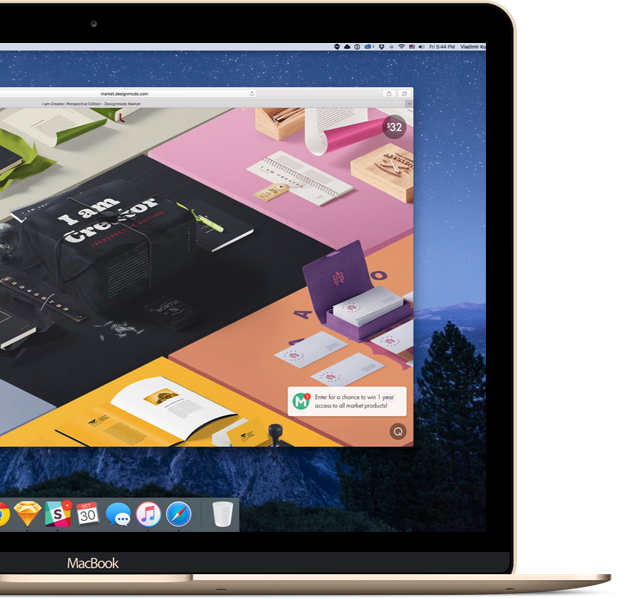 Fri 5:44 PM Vladimir Ku
market.designmodo.com
I am Creator: Perspective Edition - Designmodo Market
$32
I am
Creator
PERSPECTIVE EDITION
A
O
Enter for a chance to win 1 year
access to all market products!
S
OCT
30
MacBook